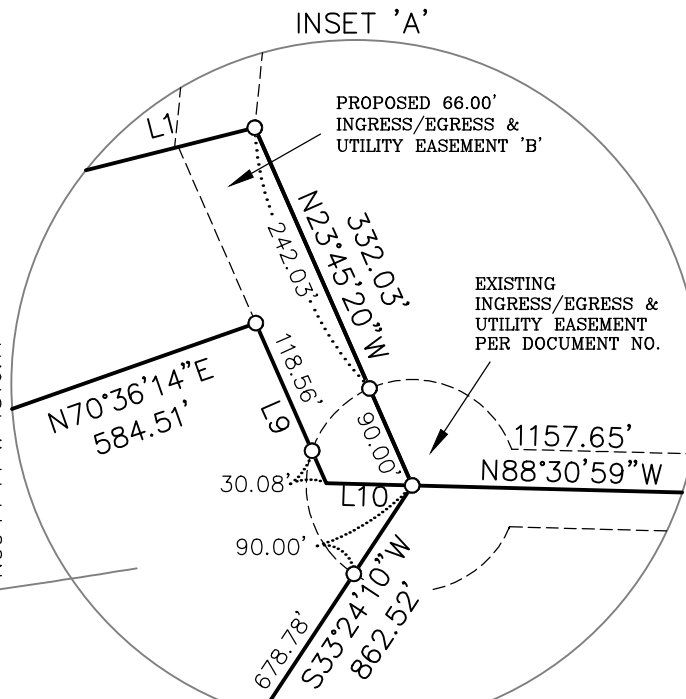 INSET 'A'
PROPOSED 66.00'
INGRESS/EGRESS &
UTILITY EASEMENT 'B'
L1
332.03'
N23°45'20"W
242.03'
EXISTING
INGRESS/EGRESS &
UTILITY EASEMENT
PER DOCUMENT NO.
118.56'
N70°36'14"E
584.51'
L9
90.00'
1157.65'
N88°30'59"W
30.08'
L10
90.00'
S33°24'10"W
862.52'
678.78'